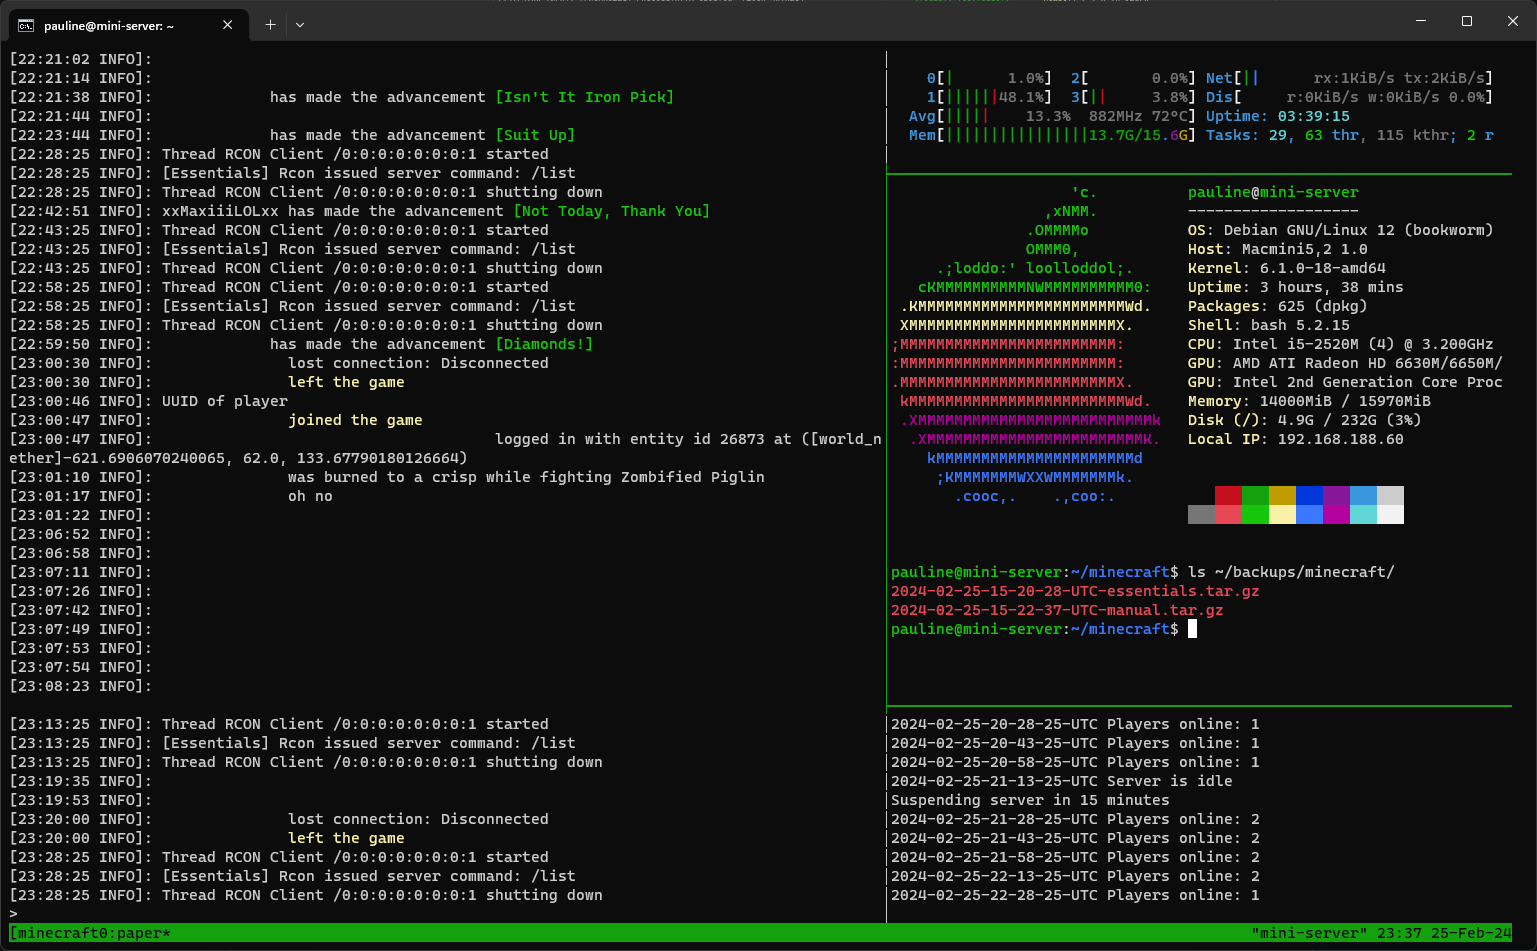 pauline@mini-server: ~
[22:21:02 INFO]:
[22:21:14 INFO]:
[22:21:38 INFO]: has made the advancement [Isn't It Iron Pick]
[22:21:44 INFO]:
[22:23:44 INFO]: has made the advancement [Suit Up]
[22:28:25 INFO]: Thread RCON Client /0:0:0:0:0:0:0:1 started
[22:28:25 INFO]: [Essentials] Rcon issued server command: /list
[22:28:25 INFO]: Thread RCON Client /0:0:0:0:0:0:0:1 shutting down
[22:42:51 INFO]: xxMaxiiiLOLxx has made the advancement [Not Today, Thank You]
[22:43:25 INFO]: Thread RCON Client /0:0:0:0:0:0:0:1 started
[22:43:25 INFO]: [Essentials] Rcon issued server command: /list
[22:43:25 INFO]: Thread RCON Client /0:0:0:0:0:0:0:1 shutting down
[22:58:25 INFO]: Thread RCON Client /0:0:0:0:0:0:0:1 started
[22:58:25 INFO]: [Essentials] Rcon issued server command: /list
[22:58:25 INFO]: Thread RCON Client /0:0:0:0:0:0:0:1 shutting down
[22:59:50 INFO]: has made the advancement [Diamonds!]
[23:00:30 INFO]: lost connection: Disconnected
[23:00:30 INFO]: left the game
[23:00:46 INFO]: UUID of player
[23:00:47 INFO]: joined the game
[23:00:47 INFO]: logged in with entity id 26873 at ([world_n
ether]-621.6906070240065, 62.0, 133.67790180126664)
[23:01:10 INFO]: was burned to a crisp while fighting Zombified Piglin
[23:01:17 INFO]: oh no
[23:01:22 INFO]:
[23:06:52 INFO]:
[23:06:58 INFO]:
[23:07:11 INFO]:
[23:07:26 INFO]:
[23:07:42 INFO]:
[23:07:49 INFO]:
[23:07:53 INFO]:
[23:07:54 INFO]:
[23:08:23 INFO]:
[23:13:25 INFO]: Thread RCON Client /0:0:0:0:0:0:0:1 started
[23:13:25 INFO]: [Essentials] Rcon issued server command: /list
[23:13:25 INFO]: Thread RCON Client /0:0:0:0:0:0:0:1 shutting down
[23:19:35 INFO]:
[23:19:53 INFO]:
[23:20:00 INFO]: lost connection: Disconnected
[23:20:00 INFO]: left the game
[23:28:25 INFO]: Thread RCON Client /0:0:0:0:0:0:0:1 started
[23:28:25 INFO]: [Essentials] Rcon issued server command: /list
[23:28:25 INFO]: Thread RCON Client /0:0:0:0:0:0:0:1 shutting down
>
0[| 1.0%] 2[ 0.0%] Net[|| rx:1KiB/s tx:2KiB/s]
1[||||||48.1%] 3[|| 3.8%] Dis[ r:0KiB/s w:0KiB/s 0.0%]
Avg[||||| 13.3% 882MHz 72°C] Uptime: 03:39:15
Mem[||||||||||||||||13.7G/15.6G] Tasks: 29, 63 thr, 115 kthr; 2 r
'c.
,xNMM.
.OMMMMo
OMMM0,
.;loddo:' loolloddol;.
cKMMMMMMMMMMNWMMMMMMMMMM0:
.KMMMMMMMMMMMMMMMMMMMMMMMWd.
XMMMMMMMMMMMMMMMMMMMMMMMX.
;MMMMMMMMMMMMMMMMMMMMMMMM:
:MMMMMMMMMMMMMMMMMMMMMMMM:
.MMMMMMMMMMMMMMMMMMMMMMMMX.
kMMMMMMMMMMMMMMMMMMMMMMMMWd.
.XMMMMMMMMMMMMMMMMMMMMMMMMMMk
.XMMMMMMMMMMMMMMMMMMMMMMMMK.
kMMMMMMMMMMMMMMMMMMMMMMd
;KMMMMMMMWXXWMMMMMMMk.
.cooc,. .,coo:.
pauline@mini-server
-------------------
OS: Debian GNU/Linux 12 (bookworm)
Host: Macmini5,2 1.0
Kernel: 6.1.0-18-amd64
Uptime: 3 hours, 38 mins
Packages: 625 (dpkg)
Shell: bash 5.2.15
CPU: Intel i5-2520M (4) @ 3.200GHz
GPU: AMD ATI Radeon HD 6630M/6650M/
GPU: Intel 2nd Generation Core Proc
Memory: 14000MiB / 15970MiB
Disk (/): 4.9G / 232G (3%)
Local IP: 192.168.188.60
pauline@mini-server:~/minecraft$ ls ~/backups/minecraft/
2024-02-25-15-20-28-UTC-essentials.tar.gz
2024-02-25-15-22-37-UTC-manual.tar.gz
pauline@mini-server:~/minecraft$
2024-02-25-20-28-25-UTC Players online: 1
2024-02-25-20-43-25-UTC Players online: 1
2024-02-25-20-58-25-UTC Players online: 1
2024-02-25-21-13-25-UTC Server is idle
Suspending server in 15 minutes
2024-02-25-21-28-25-UTC Players online: 2
2024-02-25-21-43-25-UTC Players online: 2
2024-02-25-21-58-25-UTC Players online: 2
2024-02-25-22-13-25-UTC Players online: 2
2024-02-25-22-28-25-UTC Players online: 1
[minecraft0:paper* "mini-server" 23:37 25-Feb-24